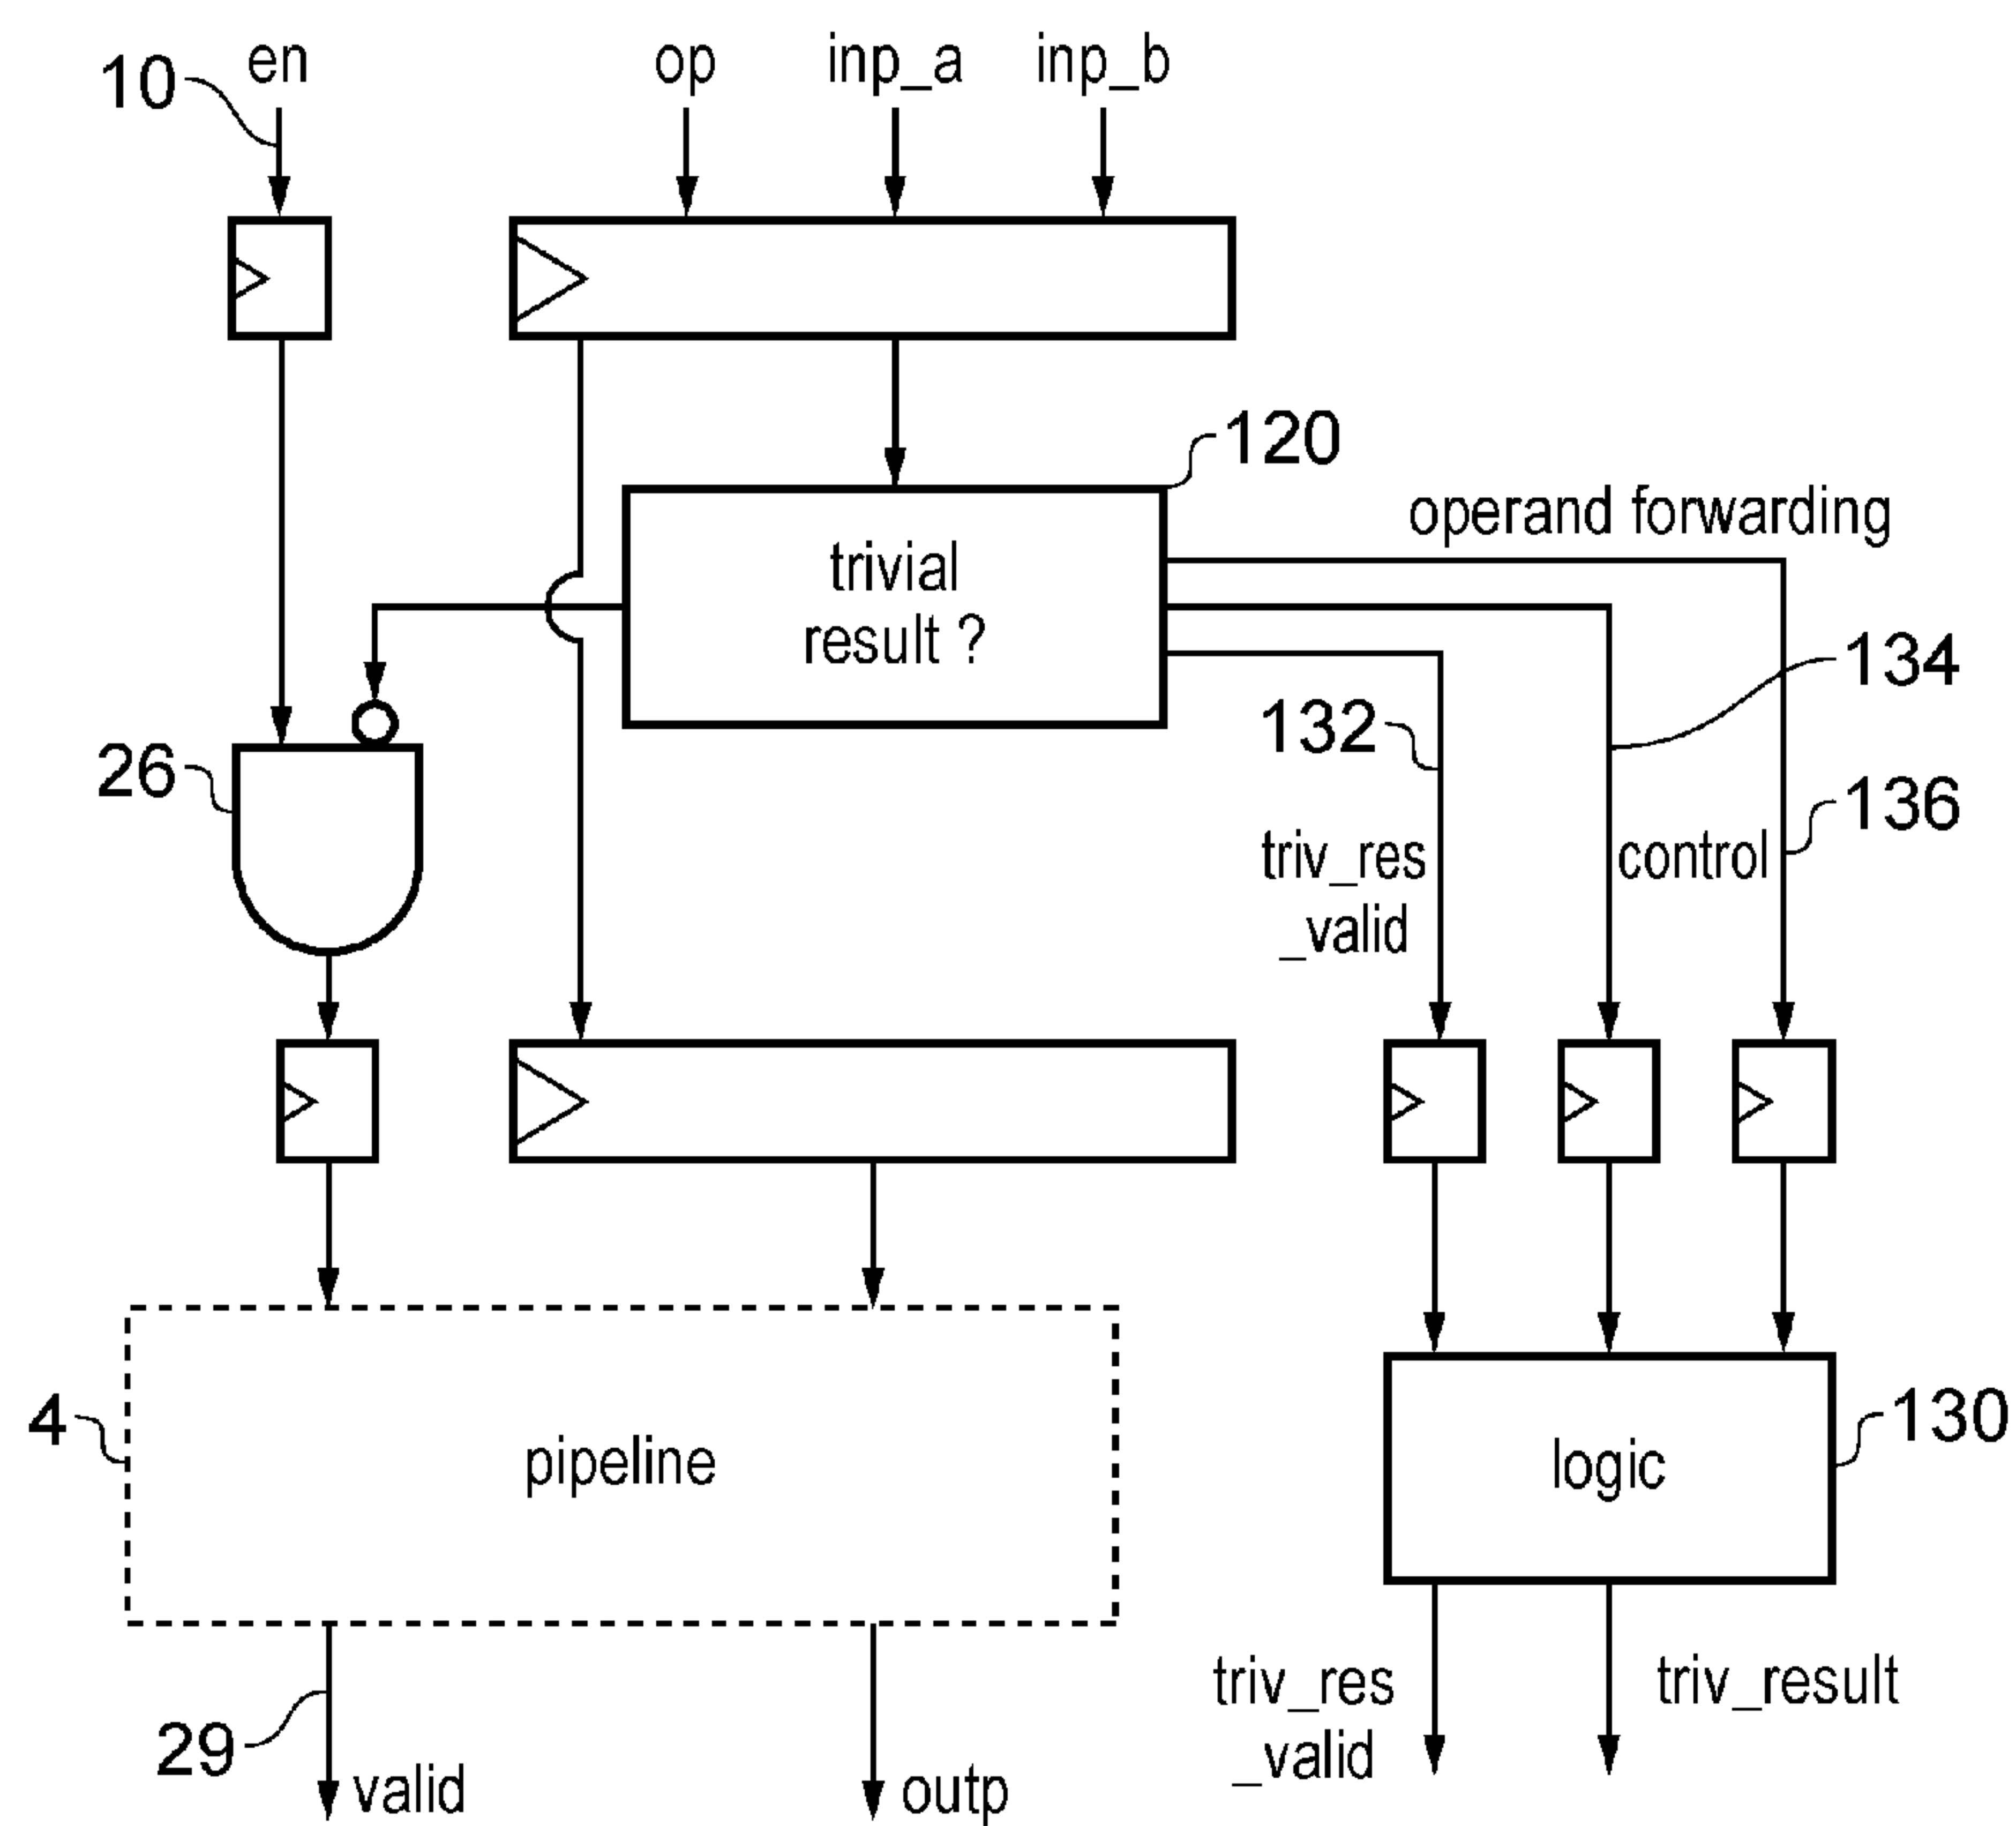 10
en
op
inp_a
inp_b
120
trivial
result ?
operand forwarding
134
132
26
136
triv_res
_valid
control
4
pipeline
130
logic
29
valid
outp
triv_res
_valid
triv_result